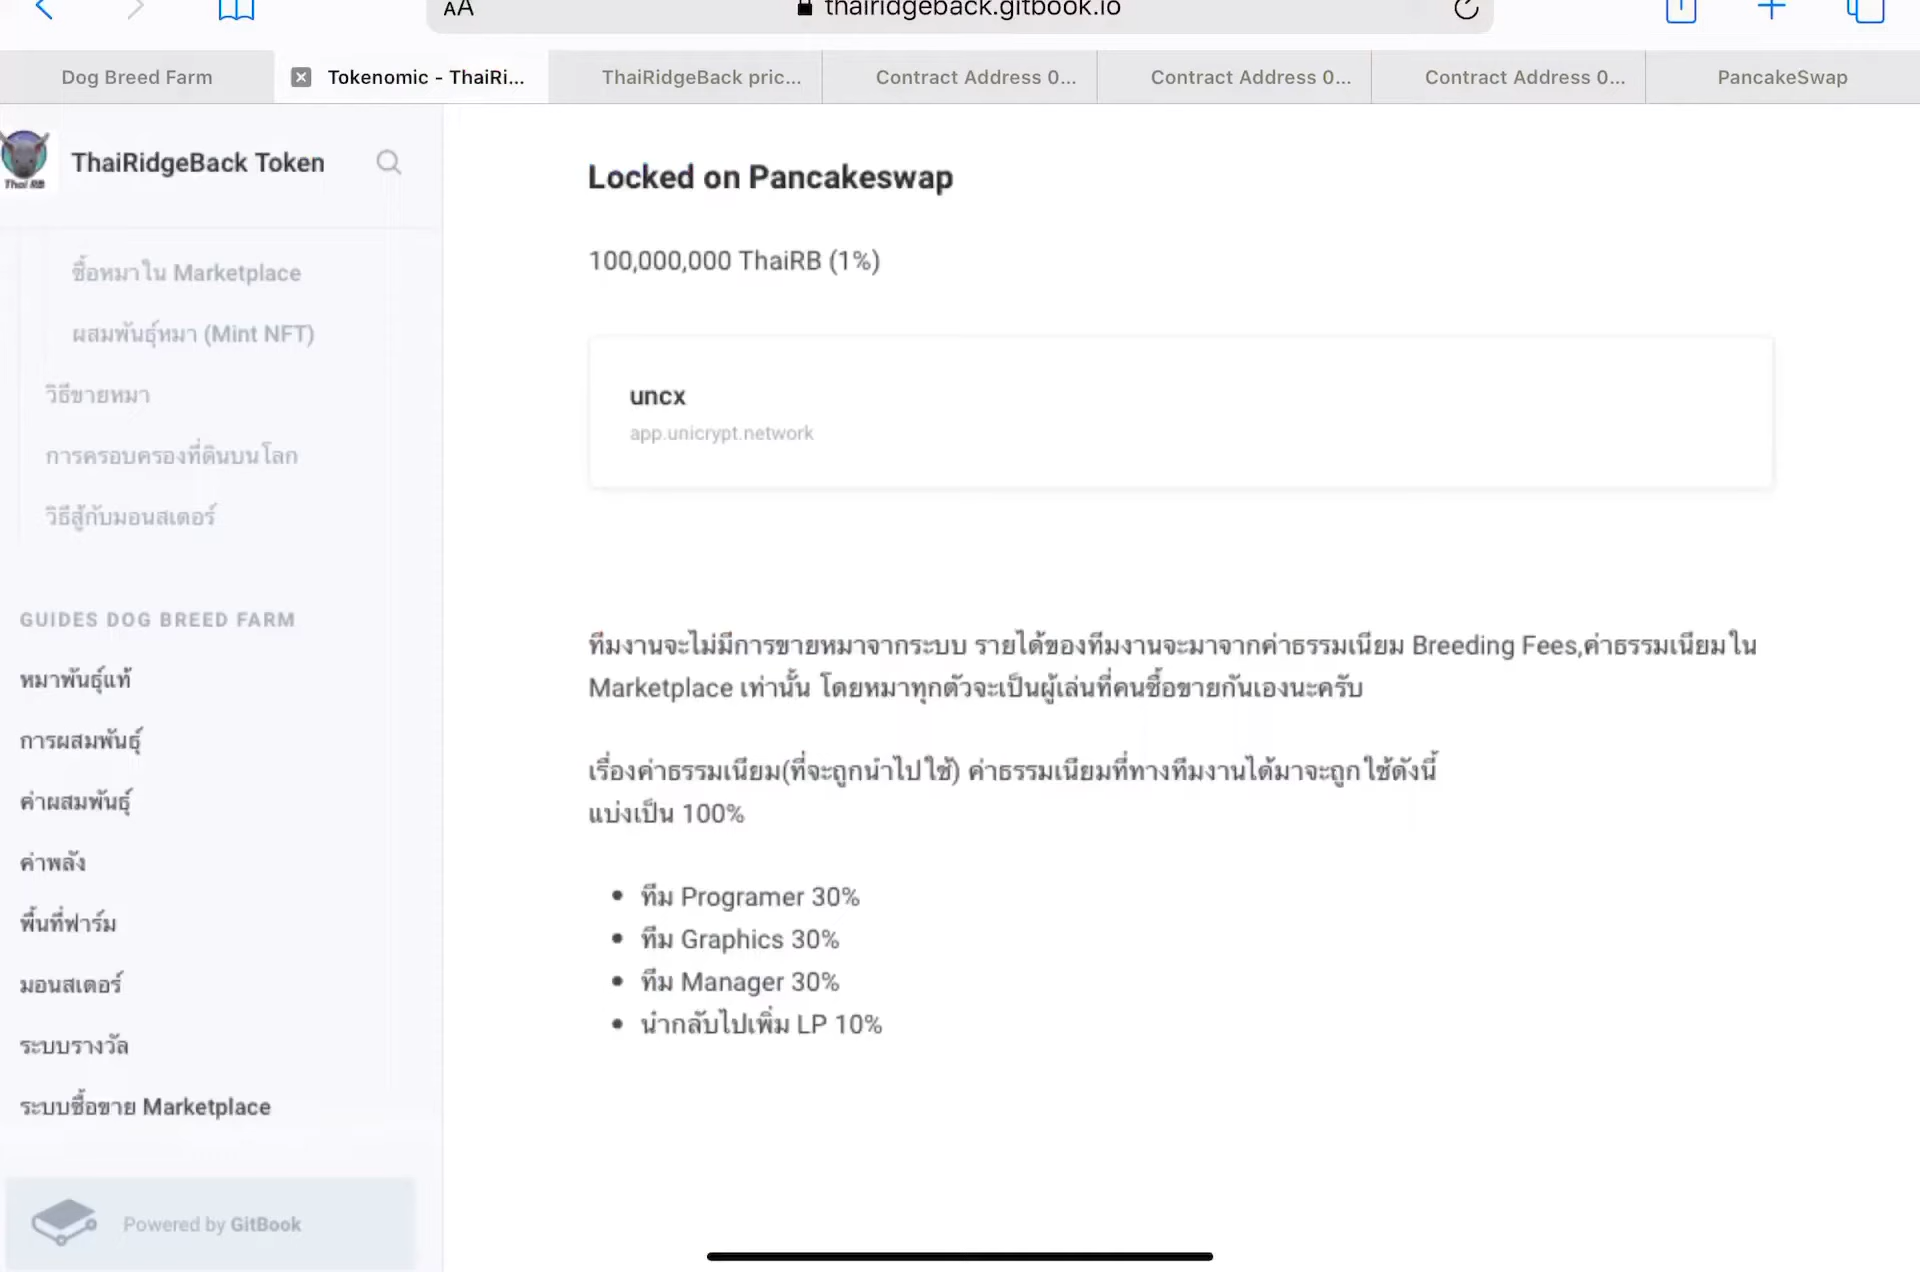 AA
thairidgeback.gitbook.io
Dog Breed Farm
Tokenomic - ThaiRi...
ThaiRidgeBack pric...
Contract Address 0...
Contract Address 0...
Contract Address 0...
PancakeSwap
Thai RB
ThaiRidgeBack Token
ซื้อหมาใน Marketplace
ผสมพันธุ์หมา (Mint NFT)
วิธีขายหมา
การครอบครองที่ดินบนโลก
วิธีสู้กับมอนสเตอร์
GUIDES DOG BREED FARM
หมาพันธุ์แท้
การผสมพันธุ์
ค่าผสมพันธุ์
ค่าพลัง
พื้นที่ฟาร์ม
มอนสเตอร์
ระบบรางวัล
ระบบซื้อขาย Marketplace
Powered by GitBook
Locked on Pancakeswap
100,000,000 ThaiRB (1%)
uncx
app.unicrypt.network
ทีมงานจะไม่มีการขายหมาจากระบบ รายได้ของทีมงานจะมาจากค่าธรรมเนียม Breeding Fees,ค่าธรรมเนียมใน
Marketplace เท่านั้น โดยหมาทุกตัวจะเป็นผู้เล่นที่คนซื้อขายกันเองนะครับ
เรื่องค่าธรรมเนียม(ที่จะถูกนำไปใช้) ค่าธรรมเนียมที่ทางทีมงานได้มาจะถูกใช้ดังนี้
แบ่งเป็น 100%
• ทีม Programer 30%
• ทีม Graphics 30%
• ทีม Manager 30%
• นำกลับไปเพิ่ม LP 10%